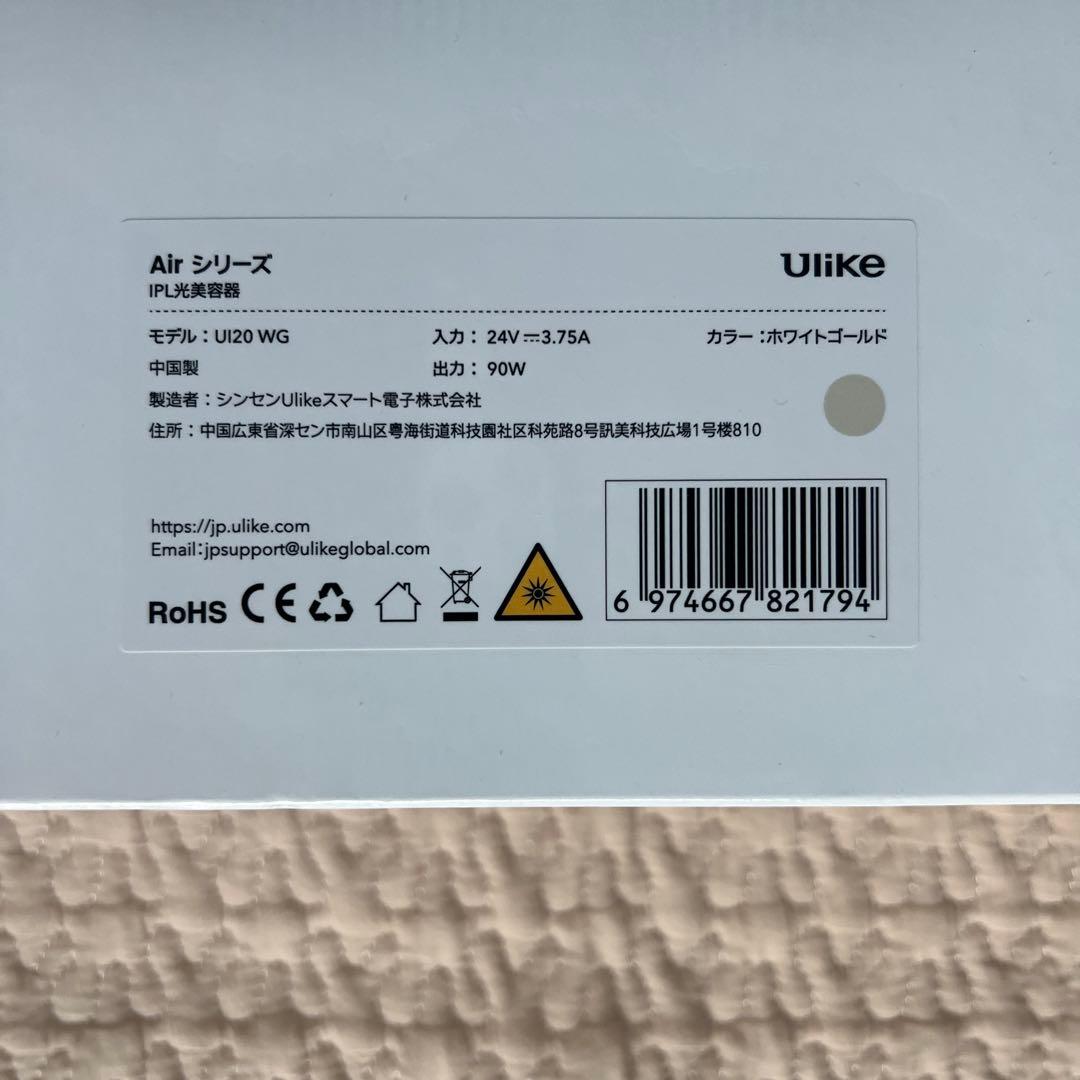 Air シリーズ
Ulike
IPL光美容器
モデル：UI20 WG
入力：24V⎓3.75A
カラー：ホワイトゴールド
中国製
出力：90W
製造者：シンセンUlikeスマート電子株式会社
住所：中国広東省深セン市南山区粤海街道科技園社区科苑路8号訊美科技広場1号楼810
https://jp.ulike.com
Email:jpsupport@ulikeglobal.com
RoHS CE
6 974667 821794